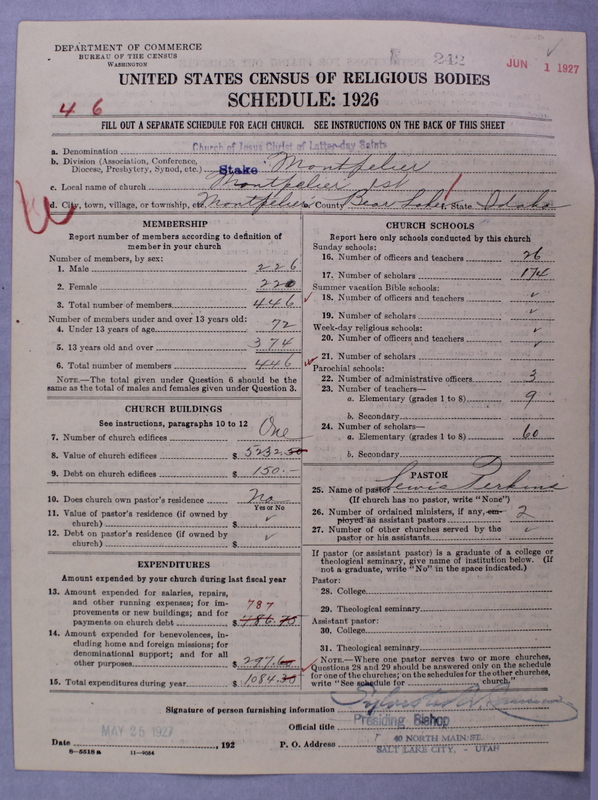 DEPARTMENT OF COMMERCE
BUREAU OF THE CENSUS
WASHINGTON
242
JUN 1 1927
UNITED STATES CENSUS OF RELIGIOUS BODIES
SCHEDULE: 1926
4 6
FILL OUT A SEPARATE SCHEDULE FOR EACH CHURCH. SEE INSTRUCTIONS ON THE BACK OF THIS SHEET
a. Denomination Church of Jesus Christ of Latter-day Saints
b. Division (Association, Conference, Diocese, Presbytery, Synod, etc.) Stake Montpelier
c. Local name of church Montpelier 1st
d. City, town, village, or township, etc. Montpelier County Bear Lake State Idaho
MEMBERSHIP
Report number of members according to definition of
member in your church
Number of members, by sex:
1. Male 226
2. Female 220
3. Total number of members 446
Number of members under and over 13 years old:
4. Under 13 years of age 72
5. 13 years old and over 374
6. Total number of members 446
NOTE.—The total given under Question 6 should be the
same as the total of males and females given under Question 3.
CHURCH BUILDINGS
See instructions, paragraphs 10 to 12
7. Number of church edifices One
8. Value of church edifices $ 5232.50
9. Debt on church edifices $ 150.—
10. Does church own pastor's residence No
Yes or No
11. Value of pastor's residence (if owned by
church) $ ✓
12. Debt on pastor's residence (if owned by
church) $ ✓
EXPENDITURES
Amount expended by your church during last fiscal year
13. Amount expended for salaries, repairs,
and other running expenses; for im-
provements or new buildings; and for
payments on church debt $ 787 786.75
14. Amount expended for benevolences, in-
cluding home and foreign missions; for
denominational support; and for all
other purposes $ 297.60
15. Total expenditures during year $ 1084.30
CHURCH SCHOOLS
Report here only schools conducted by this church
Sunday schools:
16. Number of officers and teachers 26
17. Number of scholars 174
Summer vacation Bible schools:
18. Number of officers and teachers ✓
19. Number of scholars ✓
Week-day religious schools:
20. Number of officers and teachers ✓
21. Number of scholars
Parochial schools:
22. Number of administrative officers 3
23. Number of teachers—
a. Elementary (grades 1 to 8) 9
b. Secondary
24. Number of scholars—
a. Elementary (grades 1 to 8) 60
b. Secondary
PASTOR
25. Name of pastor Lewis Perkins
(If church has no pastor, write "None")
26. Number of ordained ministers, if any, em-
ployed as assistant pastors 2
27. Number of other churches served by the
pastor or his assistants ✓
If pastor (or assistant pastor) is a graduate of a college or
theological seminary, give name of institution below. (If
not a graduate, write "No" in the space indicated.)
Pastor:
28. College
29. Theological seminary
Assistant pastor:
30. College
31. Theological seminary
NOTE.—Where one pastor serves two or more churches,
Questions 28 and 29 should be answered only on the schedule
for one of the churches; on the schedules for the other churches,
write "See schedule for church."
Signature of person furnishing information
Official title Presiding Bishop
MAY 25 1927
Date , 192 P. O. Address 40 NORTH MAIN ST.
SALT LAKE CITY, - UTAH
8—5518a 11—9024